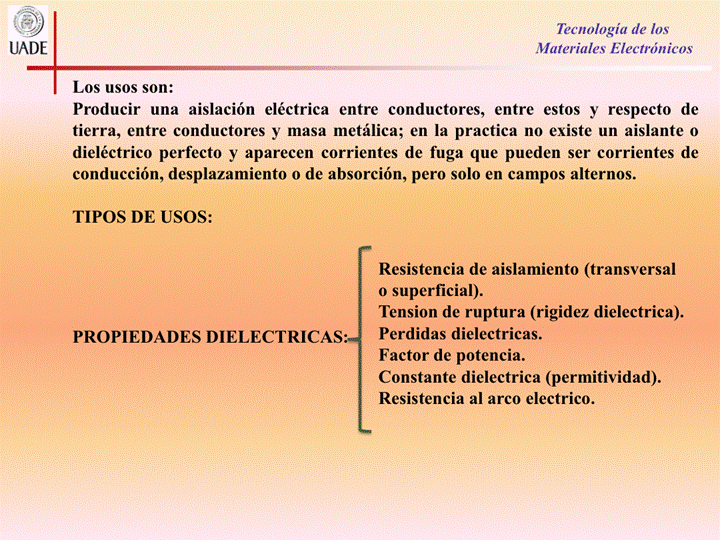 UADE
Tecnología de los
Materiales Electrónicos
Los usos son:
Producir una aislación eléctrica entre conductores, entre estos y respecto de
tierra, entre conductores y masa metálica; en la practica no existe un aislante o
dieléctrico perfecto y aparecen corrientes de fuga que pueden ser corrientes de
conducción, desplazamiento o de absorción, pero solo en campos alternos.
TIPOS DE USOS:
PROPIEDADES DIELECTRICAS:
Resistencia de aislamiento (transversal
o superficial).
Tension de ruptura (rigidez dielectrica).
Perdidas dielectricas.
Factor de potencia.
Constante dielectrica (permitividad).
Resistencia al arco electrico.